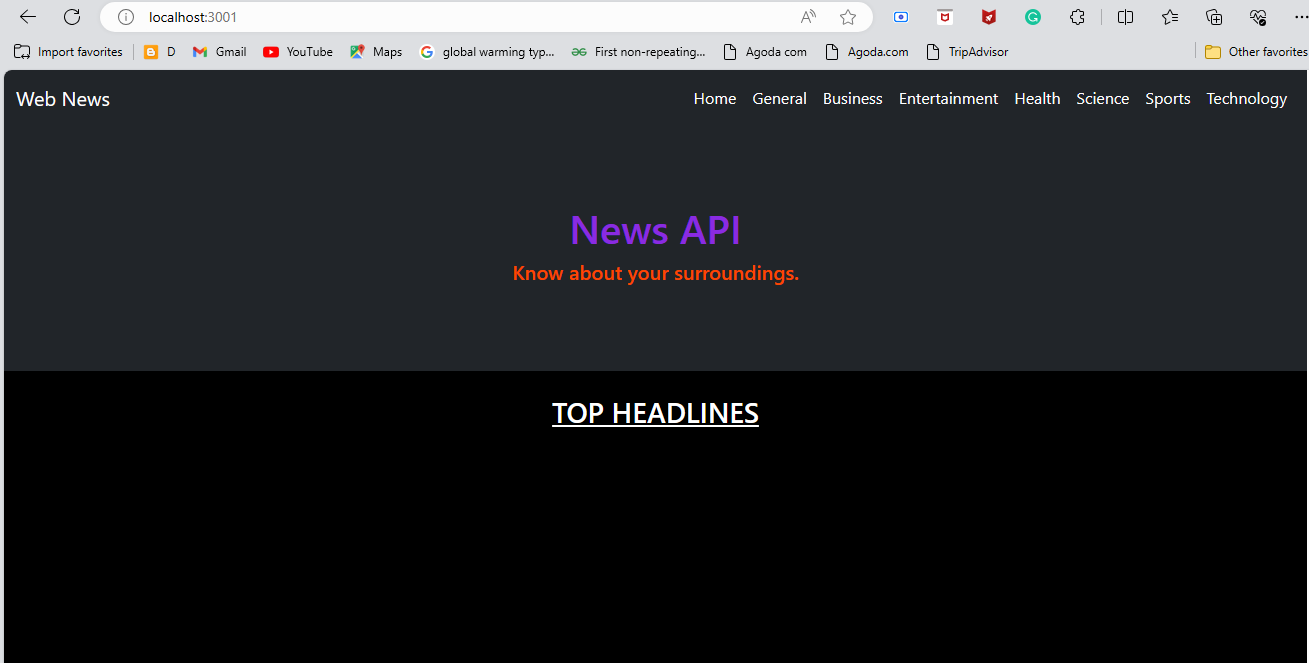 localhost:3001
Import favorites D Gmail YouTube Maps global warming typ... First non-repeating... Agoda com Agoda.com TripAdvisor Other favorites
Web News Home General Business Entertainment Health Science Sports Technology
News API
Know about your surroundings.
TOP HEADLINES